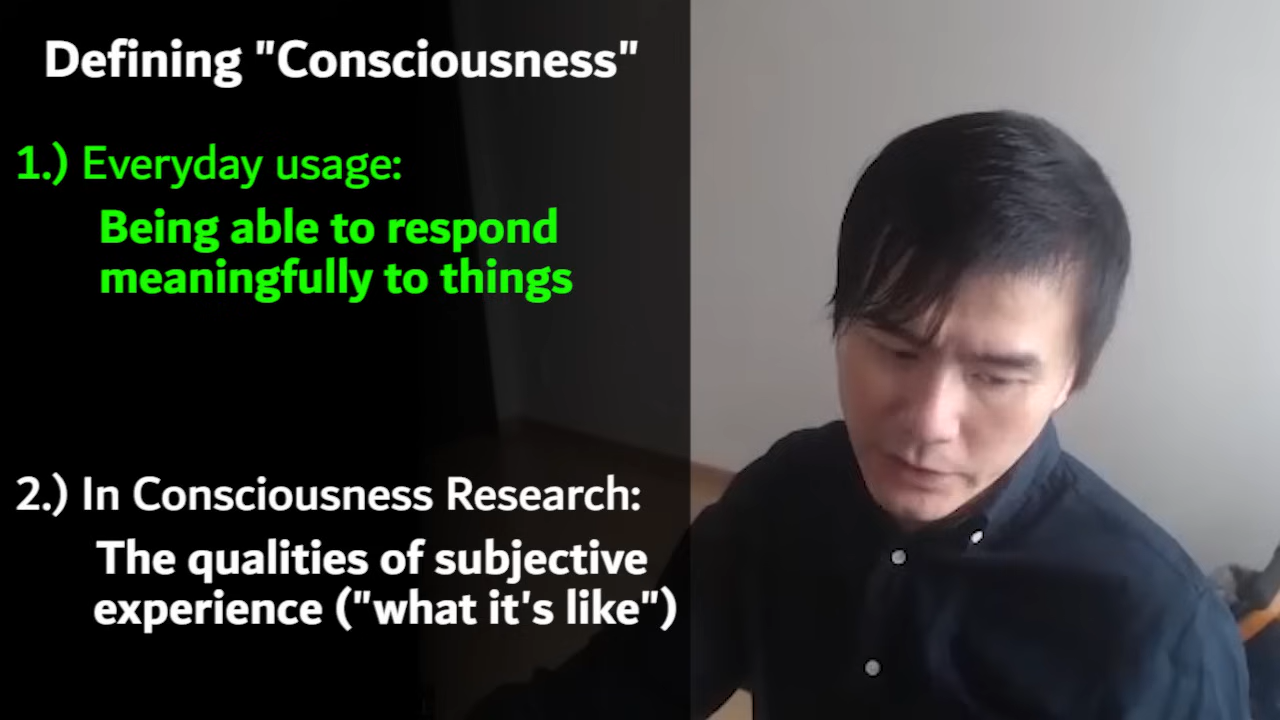 Defining "Consciousness"
1.) Everyday usage:
Being able to respond
meaningfully to things
2.) In Consciousness Research:
The qualities of subjective
experience ("what it's like")